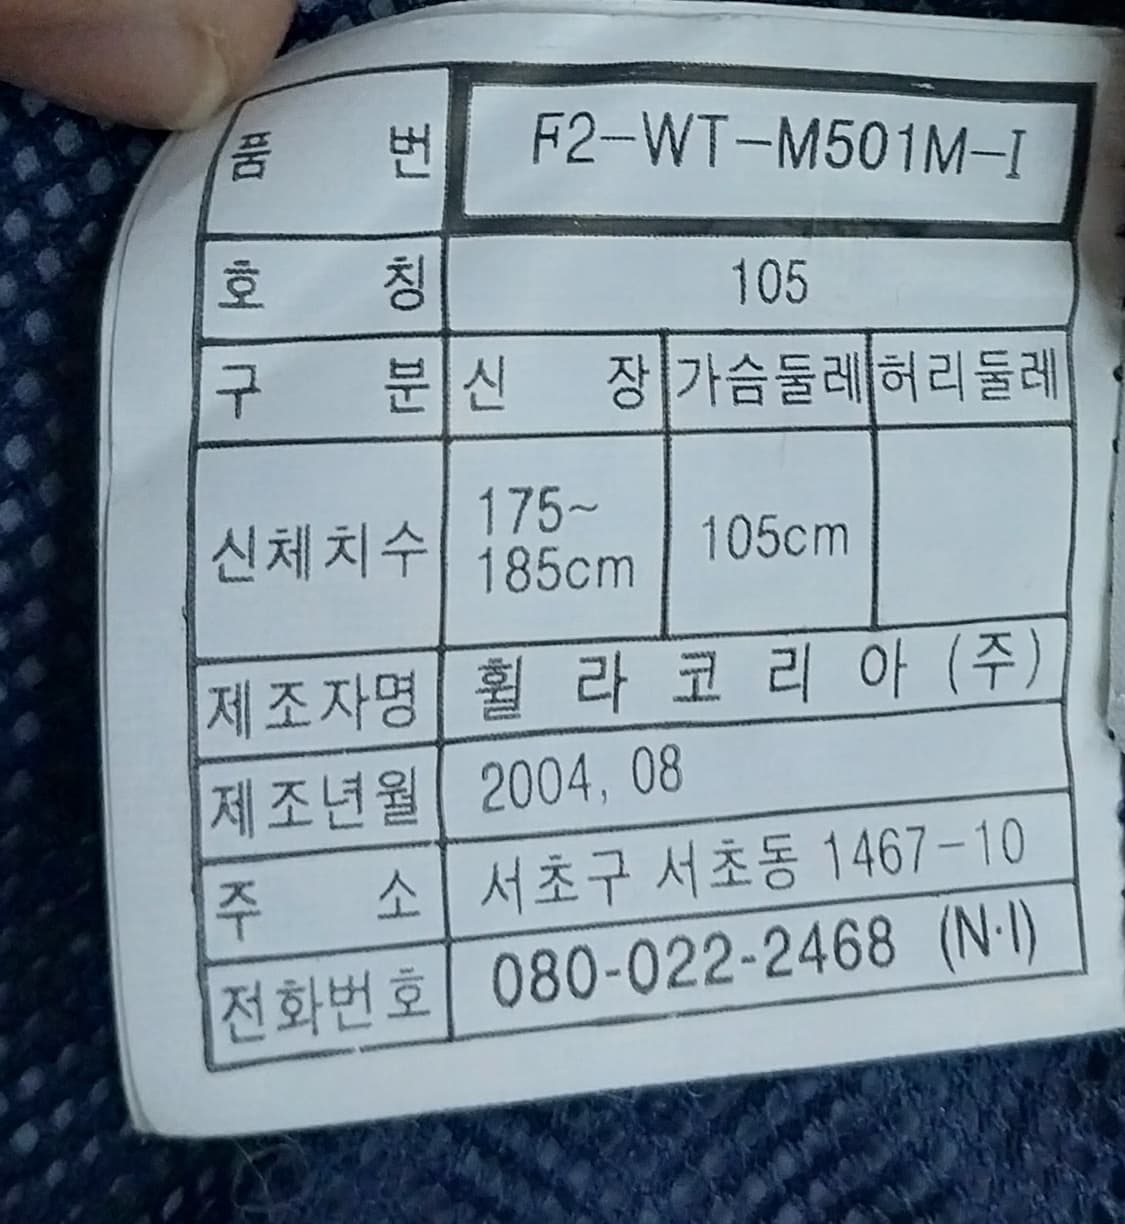 품 번 F2-WT-M501M-I
호 칭 105
구 분 신 장 가슴둘레 허리둘레
신체치수 175~ 185cm 105cm
제조자명 휠 라 코 리 아 (주)
제조년월 2004, 08
주 소 서초구 서초동 1467-10
전화번호 080-022-2468 (N·I)